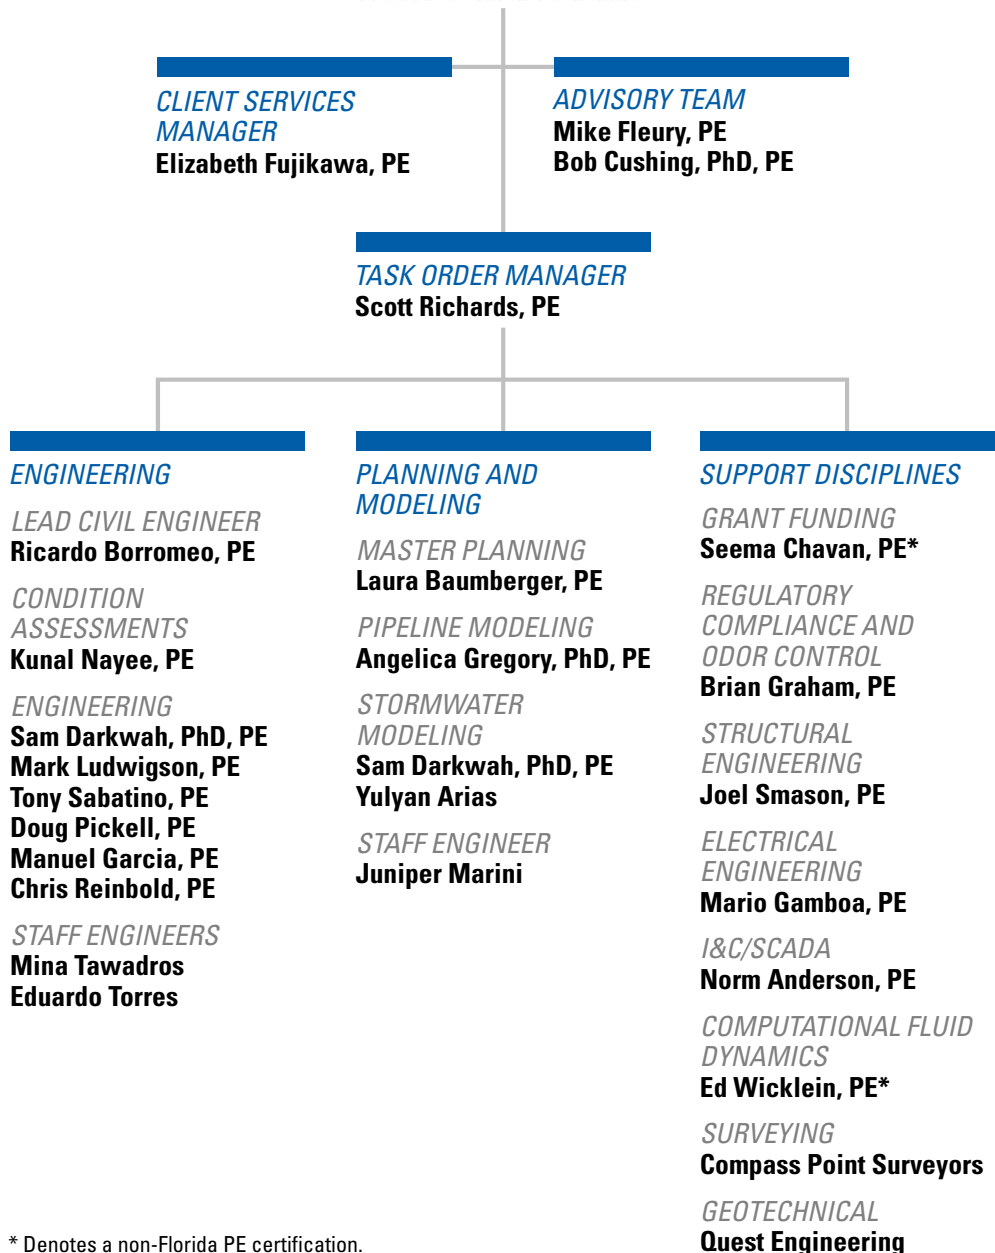 CLIENT SERVICES
MANAGER
Elizabeth Fujikawa, PE
ADVISORY TEAM
Mike Fleury, PE
Bob Cushing, PhD, PE
TASK ORDER MANAGER
Scott Richards, PE
ENGINEERING
LEAD CIVIL ENGINEER
Ricardo Borromeo, PE
CONDITION
ASSESSMENTS
Kunal Nayee, PE
ENGINEERING
Sam Darkwah, PhD, PE
Mark Ludwigson, PE
Tony Sabatino, PE
Doug Pickell, PE
Manuel Garcia, PE
Chris Reinbold, PE
STAFF ENGINEERS
Mina Tawadros
Eduardo Torres
PLANNING AND
MODELING
MASTER PLANNING
Laura Baumberger, PE
PIPELINE MODELING
Angelica Gregory, PhD, PE
STORMWATER
MODELING
Sam Darkwah, PhD, PE
Yulyan Arias
STAFF ENGINEER
Juniper Marini
SUPPORT DISCIPLINES
GRANT FUNDING
Seema Chavan, PE*
REGULATORY
COMPLIANCE AND
ODOR CONTROL
Brian Graham, PE
STRUCTURAL
ENGINEERING
Joel Smason, PE
ELECTRICAL
ENGINEERING
Mario Gamboa, PE
I&C/SCADA
Norm Anderson, PE
COMPUTATIONAL FLUID
DYNAMICS
Ed Wicklein, PE*
SURVEYING
Compass Point Surveyors
GEOTECHNICAL
Quest Engineering
* Denotes a non-Florida PE certification.